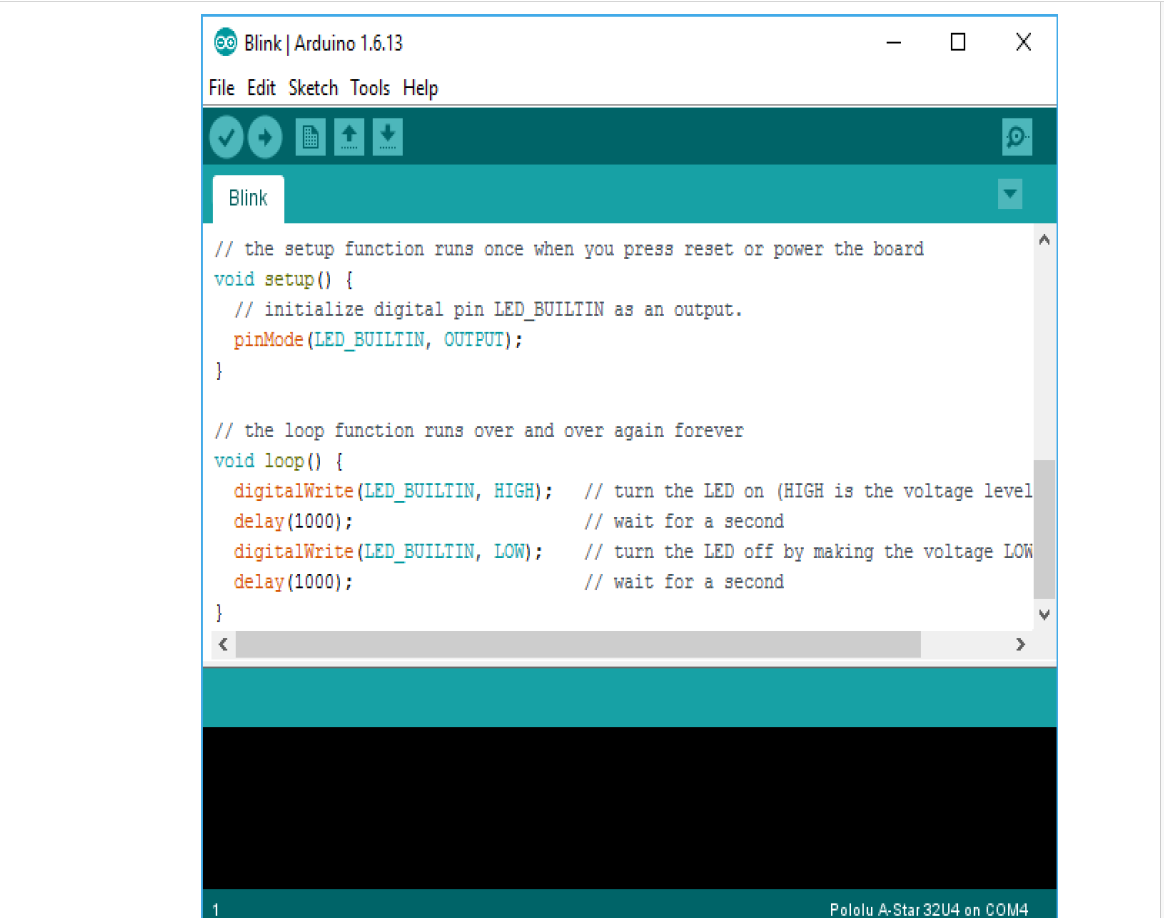 Blink | Arduino 1.6.13
File Edit Sketch Tools Help
Blink
// the setup function runs once when you press reset or power the board
void setup() {
  // initialize digital pin LED_BUILTIN as an output.
  pinMode(LED_BUILTIN, OUTPUT);
}
// the loop function runs over and over again forever
void loop() {
  digitalWrite(LED_BUILTIN, HIGH);   // turn the LED on (HIGH is the voltage level
  delay(1000);                       // wait for a second
  digitalWrite(LED_BUILTIN, LOW);    // turn the LED off by making the voltage LOW
  delay(1000);                       // wait for a second
}
1
Pololu A-Star 32U4 on COM4